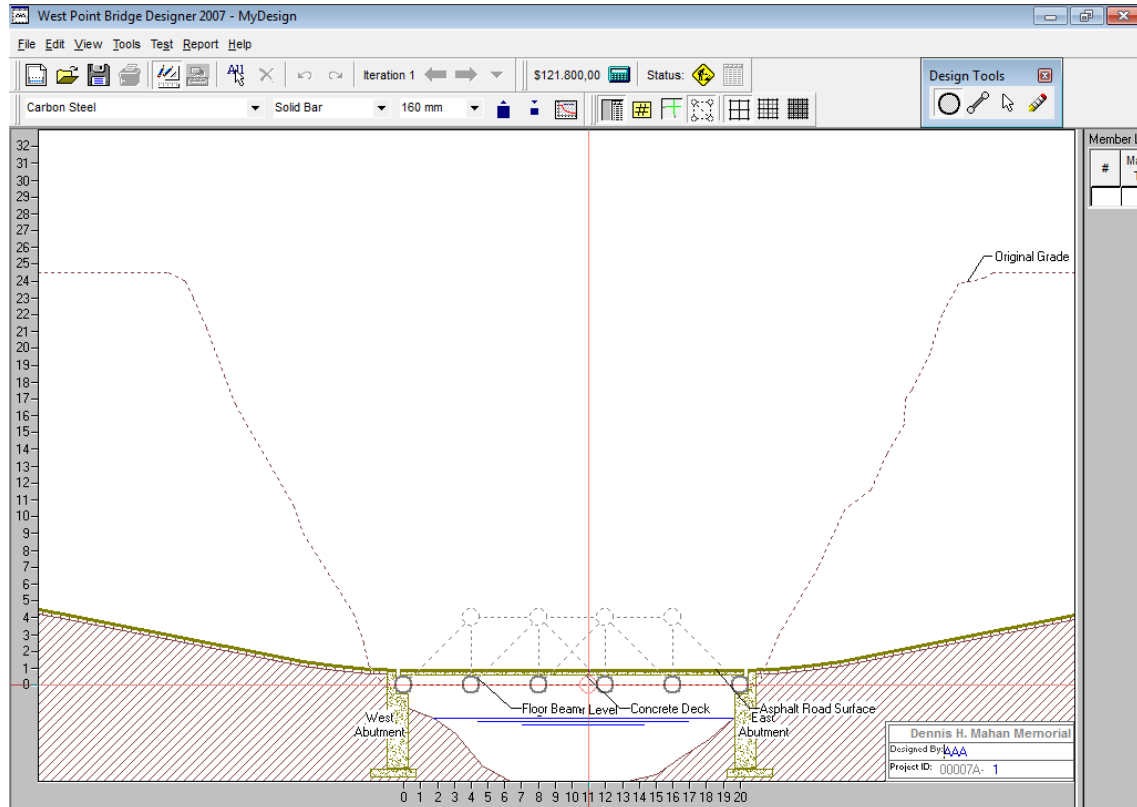 West Point Bridge Designer 2007 - MyDesign
File Edit View Tools Test Report Help
All Iteration 1 $121.800,00 Status:
Design Tools
Carbon Steel Solid Bar 160 mm
Member L
# Ma
T
32
31
30
29
28
27
26
25
24
23
22
21
20
19
18
17
16
15
14
13
12
11
10
9
8
7
6
5
4
3
2
1
0
Original Grade
Floor Beam r Level Concrete Deck Asphalt Road Surface
West Abutment
East Abutment
Dennis H. Mahan Memorial
Designed By: AAA
Project ID: 00007A- 1
0 1 2 3 4 5 6 7 8 9 10 11 12 13 14 15 16 17 18 19 20